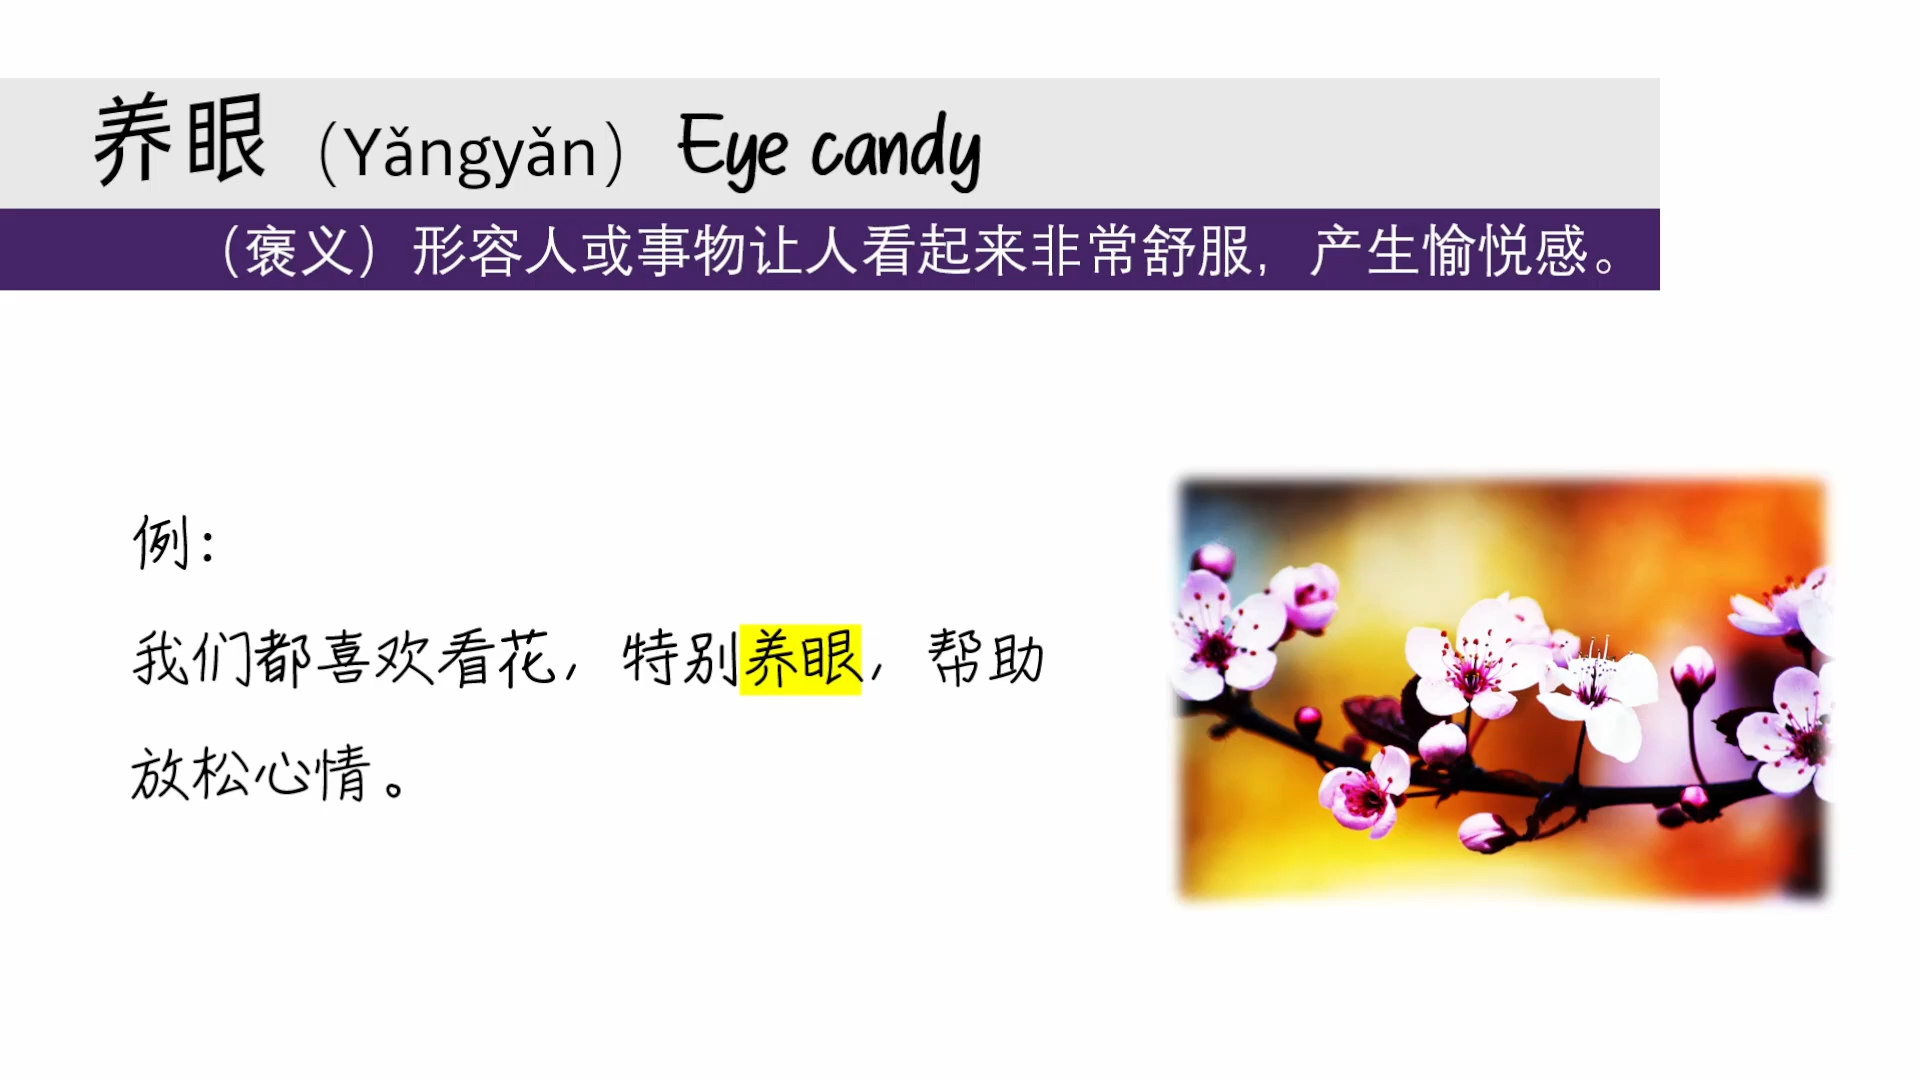 养眼（Yǎngyǎn）Eye candy
（褒义）形容人或事物让人看起来非常舒服，产生愉悦感。
例：
我们都喜欢看花，特别养眼，帮助
放松心情。